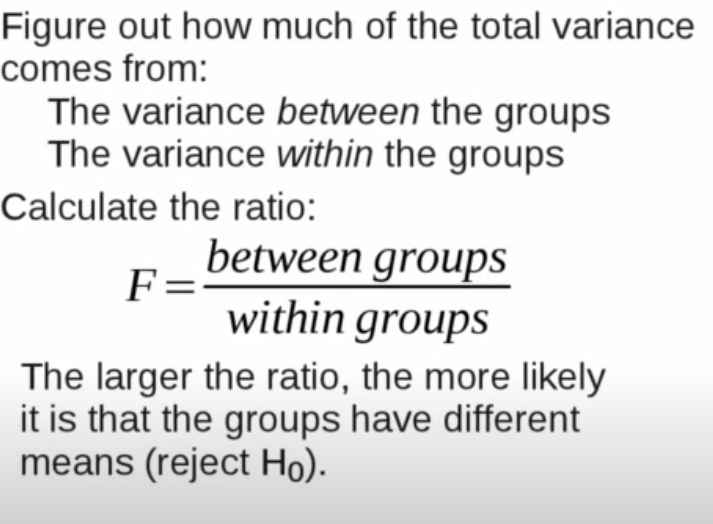 Figure out how much of the total variance
comes from:
The variance between the groups
The variance within the groups
Calculate the ratio:
F = between groups
within groups
The larger the ratio, the more likely
it is that the groups have different
means (reject H₀).